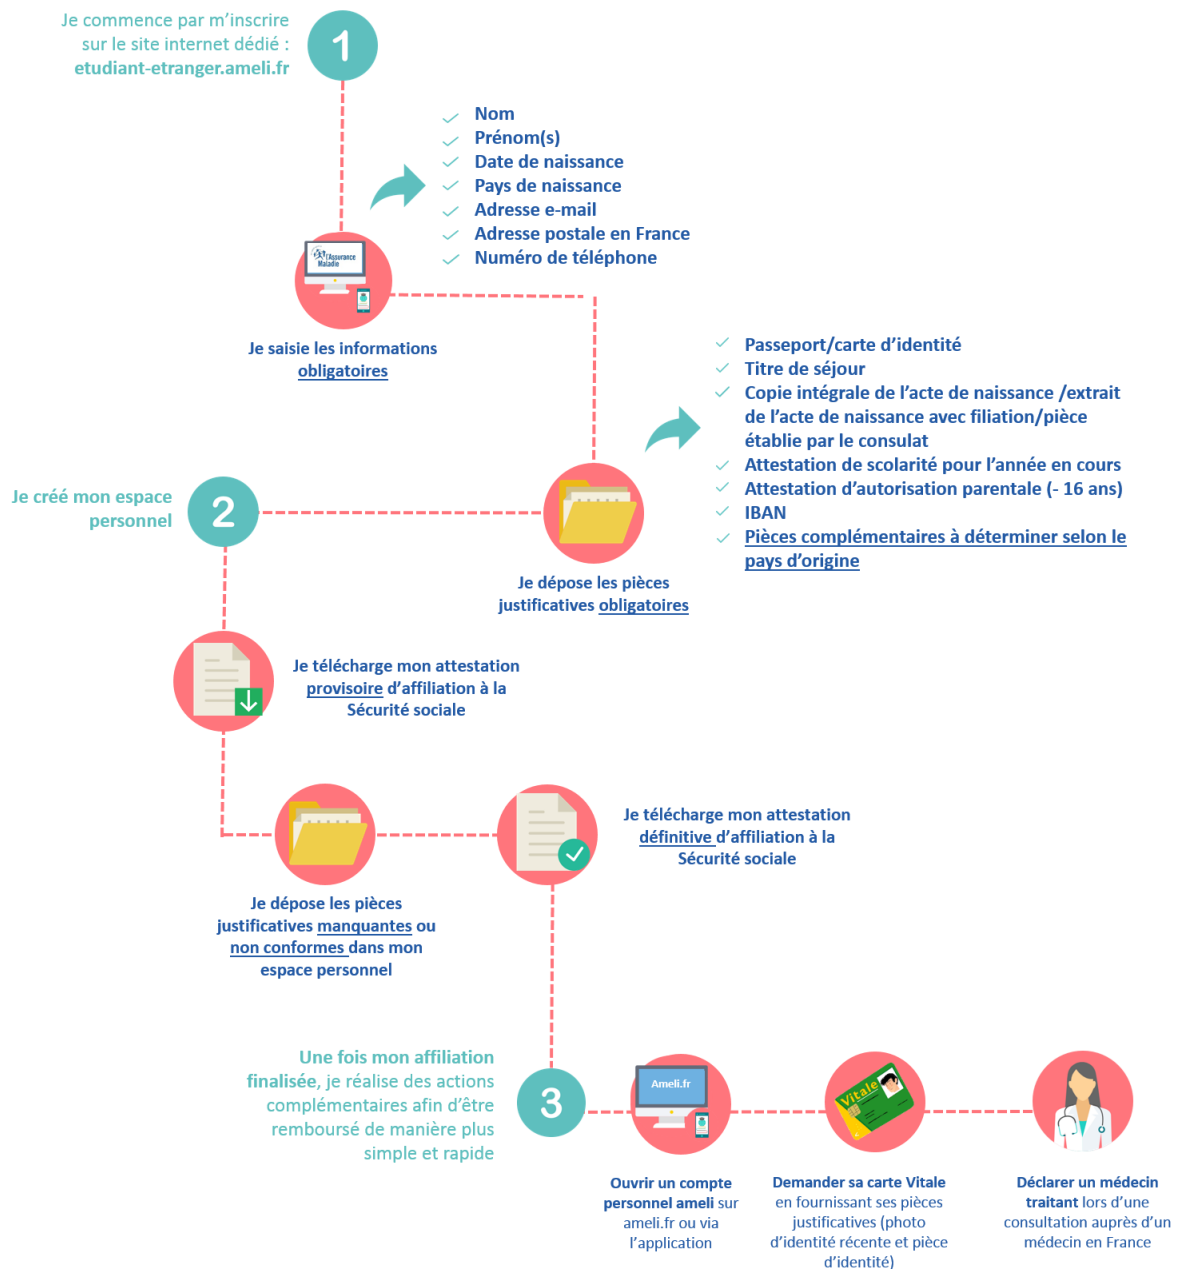 Je commence par m’inscrire
sur le site internet dédié :
etudiant-etranger.ameli.fr
1
Nom
Prénom(s)
Date de naissance
Pays de naissance
Adresse e-mail
Adresse postale en France
Numéro de téléphone
l'Assurance
Maladie
Je saisie les informations
obligatoires
Passeport/carte d’identité
Titre de séjour
Copie intégrale de l’acte de naissance /extrait
de l’acte de naissance avec filiation/pièce
établie par le consulat
Attestation de scolarité pour l’année en cours
Attestation d’autorisation parentale (- 16 ans)
IBAN
Pièces complémentaires à déterminer selon le
pays d’origine
Je dépose les pièces
justificatives obligatoires
Je créé mon espace
personnel
2
Je télécharge mon attestation
provisoire d’affiliation à la
Sécurité sociale
Je dépose les pièces
justificatives manquantes ou
non conformes dans mon
espace personnel
Je télécharge mon attestation
définitive d’affiliation à la
Sécurité sociale
Une fois mon affiliation
finalisée, je réalise des actions
complémentaires afin d’être
remboursé de manière plus
simple et rapide
3
Ameli.fr
Ouvrir un compte
personnel ameli sur
ameli.fr ou via
l’application
Vitale
Demander sa carte Vitale
en fournissant ses pièces
justificatives (photo
d’identité récente et pièce
d’identité)
Déclarer un médecin
traitant lors d’une
consultation auprès d’un
médecin en France